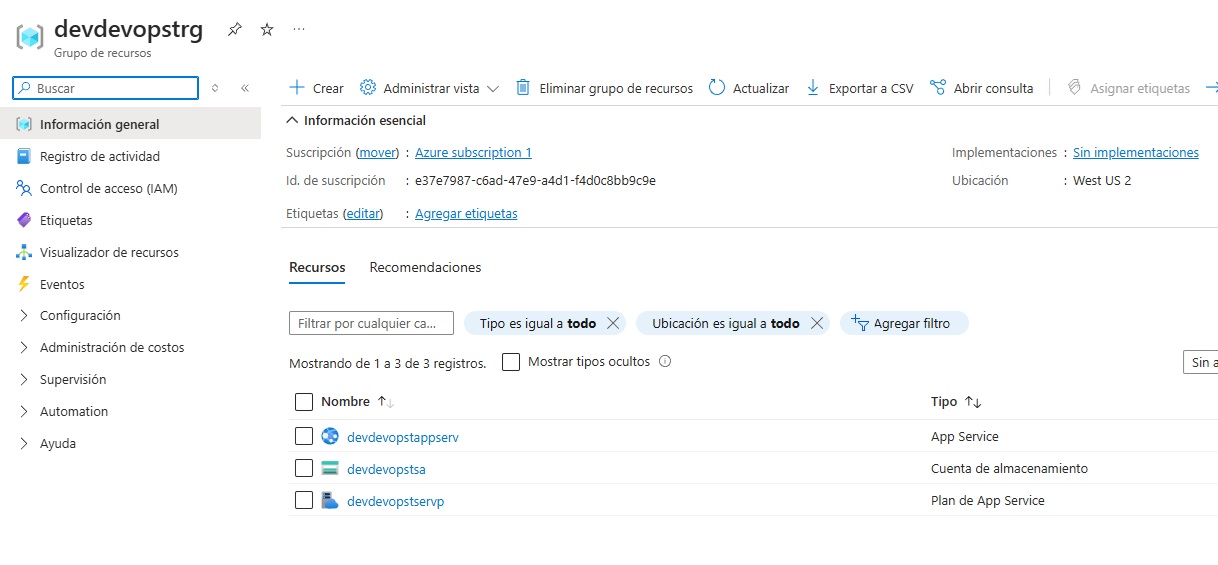 devdevopstrg
Grupo de recursos
Buscar
Crear Administrar vista Eliminar grupo de recursos Actualizar Exportar a CSV Abrir consulta Asignar etiquetas
Información general
Registro de actividad
Control de acceso (IAM)
Etiquetas
Visualizador de recursos
Eventos
Configuración
Administración de costos
Supervisión
Automation
Ayuda
Información esencial
Suscripción (mover) : Azure subscription 1
Implementaciones : Sin implementaciones
Id. de suscripción : e37e7987-c6ad-47e9-a4d1-f4d0c8bb9c9e
Ubicación : West US 2
Etiquetas (editar) : Agregar etiquetas
Recursos Recomendaciones
Filtrar por cualquier ca... Tipo es igual a todo Ubicación es igual a todo Agregar filtro
Mostrando de 1 a 3 de 3 registros. Mostrar tipos ocultos
Sin a
Nombre Tipo
devdevopstappserv App Service
devdevopstsa Cuenta de almacenamiento
devdevopstservp Plan de App Service